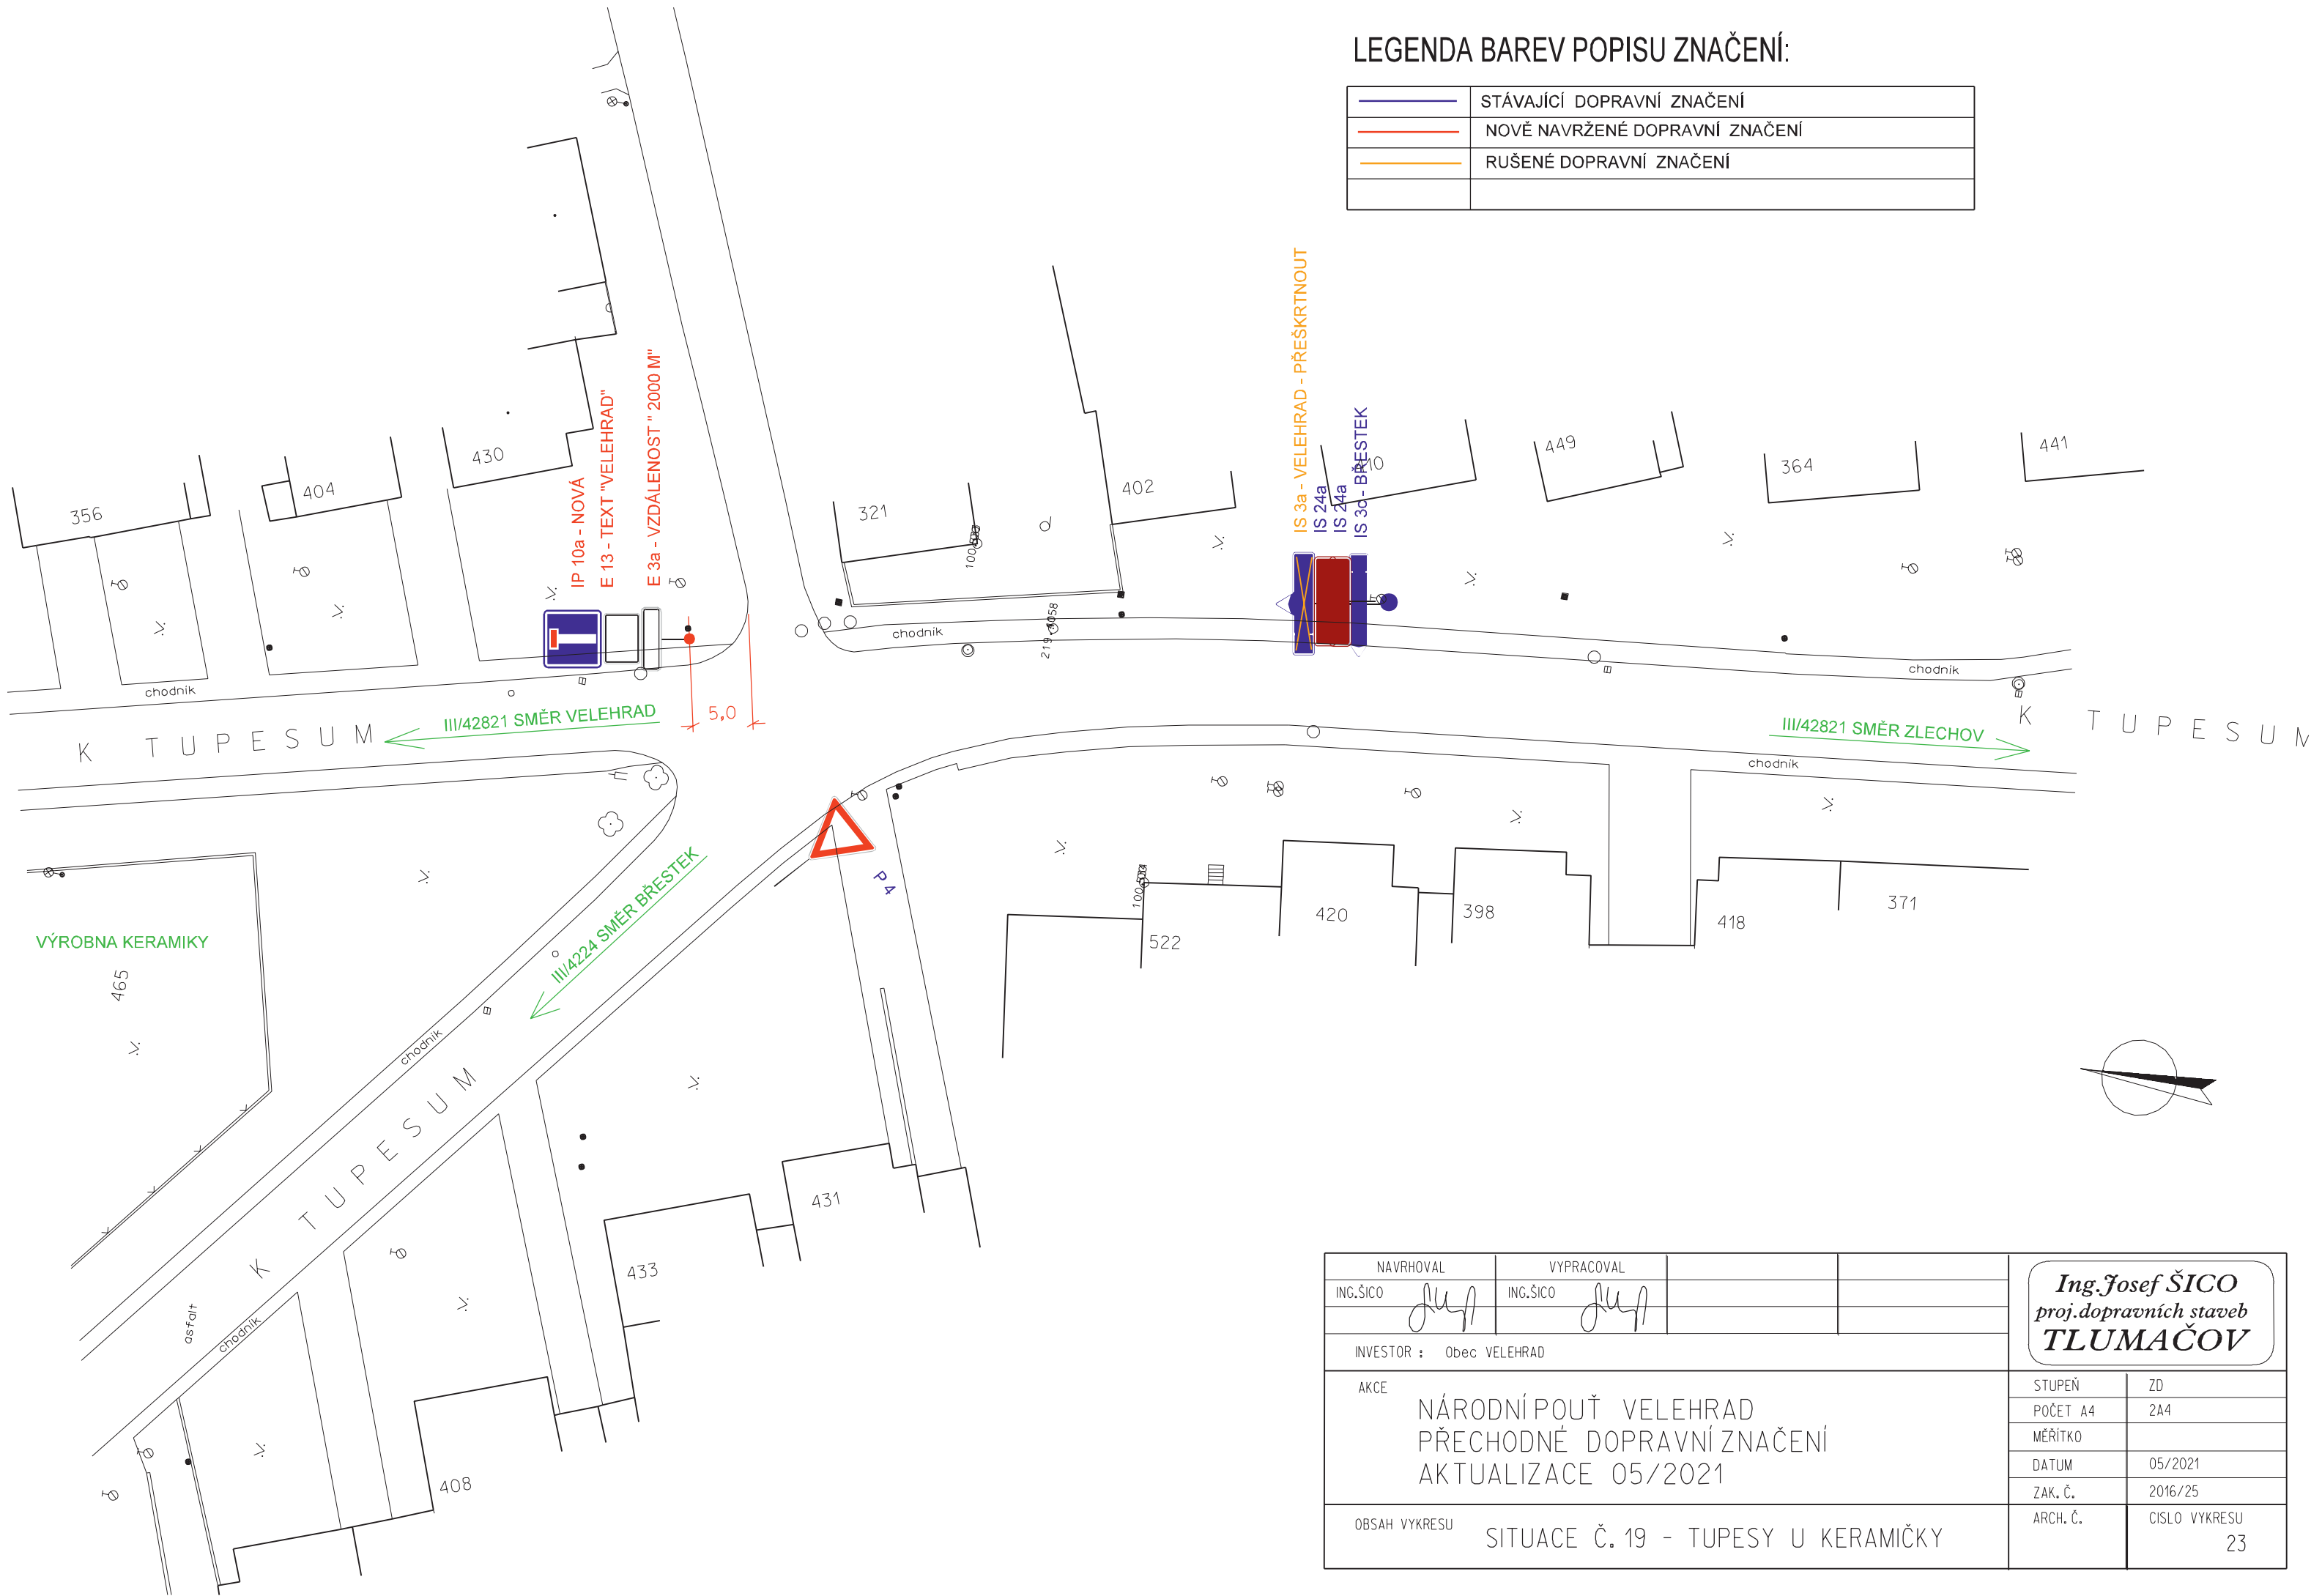 LEGENDA BAREV POPISU ZNAČENÍ:
STÁVAJÍCÍ DOPRAVNÍ ZNAČENÍ
NOVĚ NAVRŽENÉ DOPRAVNÍ ZNAČENÍ
RUŠENÉ DOPRAVNÍ ZNAČENÍ
IS 3a - VELEHRAD - PŘEŠKRTNOUT
IS 24a
IS 24a
IS 3c - BŘESTEK
IP 10a - NOVÁ
E 13 - TEXT "VELEHRAD"
E 3a - VZDÁLENOST " 2000 M"
356
404
430
321
402
449
364
441
chodník
chodník
chodník
5,0
K TUPESUM
III/42821 SMĚR VELEHRAD
III/42821 SMĚR ZLECHOV
K TUPESUM
chodník
P 4
III/4224 SMĚR BŘESTEK
VÝROBNA KERAMIKY
465
522
420
398
418
371
chodník
K TUPESUM
431
433
asfalt
chodník
408
NAVRHOVAL
VYPRACOVAL
ING.ŠICO
ING.ŠICO
INVESTOR : Obec VELEHRAD
Ing.Josef ŠICO
proj.dopravních staveb
TLUMAČOV
AKCE
NÁRODNÍ POUŤ VELEHRAD
PŘECHODNÉ DOPRAVNÍ ZNAČENÍ
AKTUALIZACE 05/2021
STUPEŇ ZD
POČET A4 2A4
MĚŘÍTKO
DATUM 05/2021
ZAK. Č. 2016/25
ARCH. Č. CISLO VYKRESU
23
OBSAH VYKRESU SITUACE Č. 19 - TUPESY U KERAMIČKY